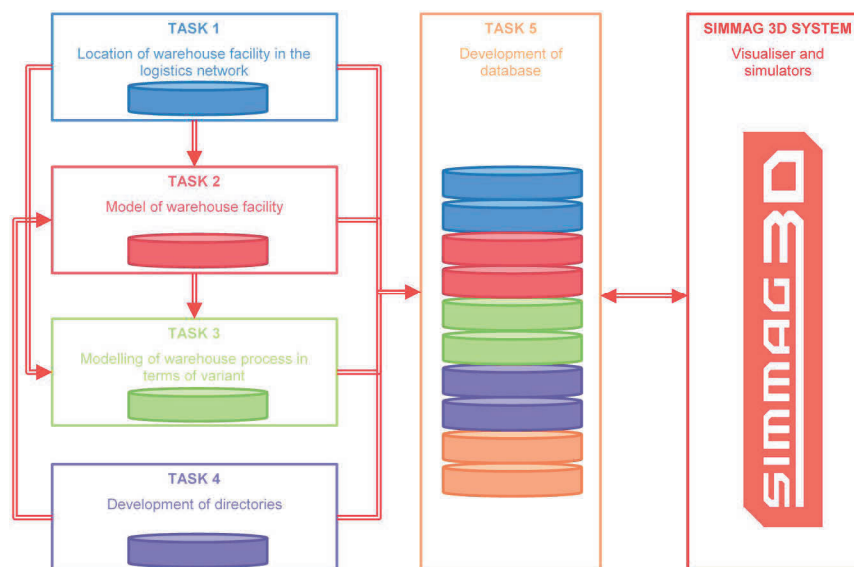 TASK 1
Location of warehouse facility in the
logistics network
TASK 2
Model of warehouse facility
TASK 3
Modelling of warehouse process in
terms of variant
TASK 4
Development of directories
TASK 5
Development of
database
SIMMAG 3D SYSTEM
Visualiser and
simulators
SIMMAG 3D